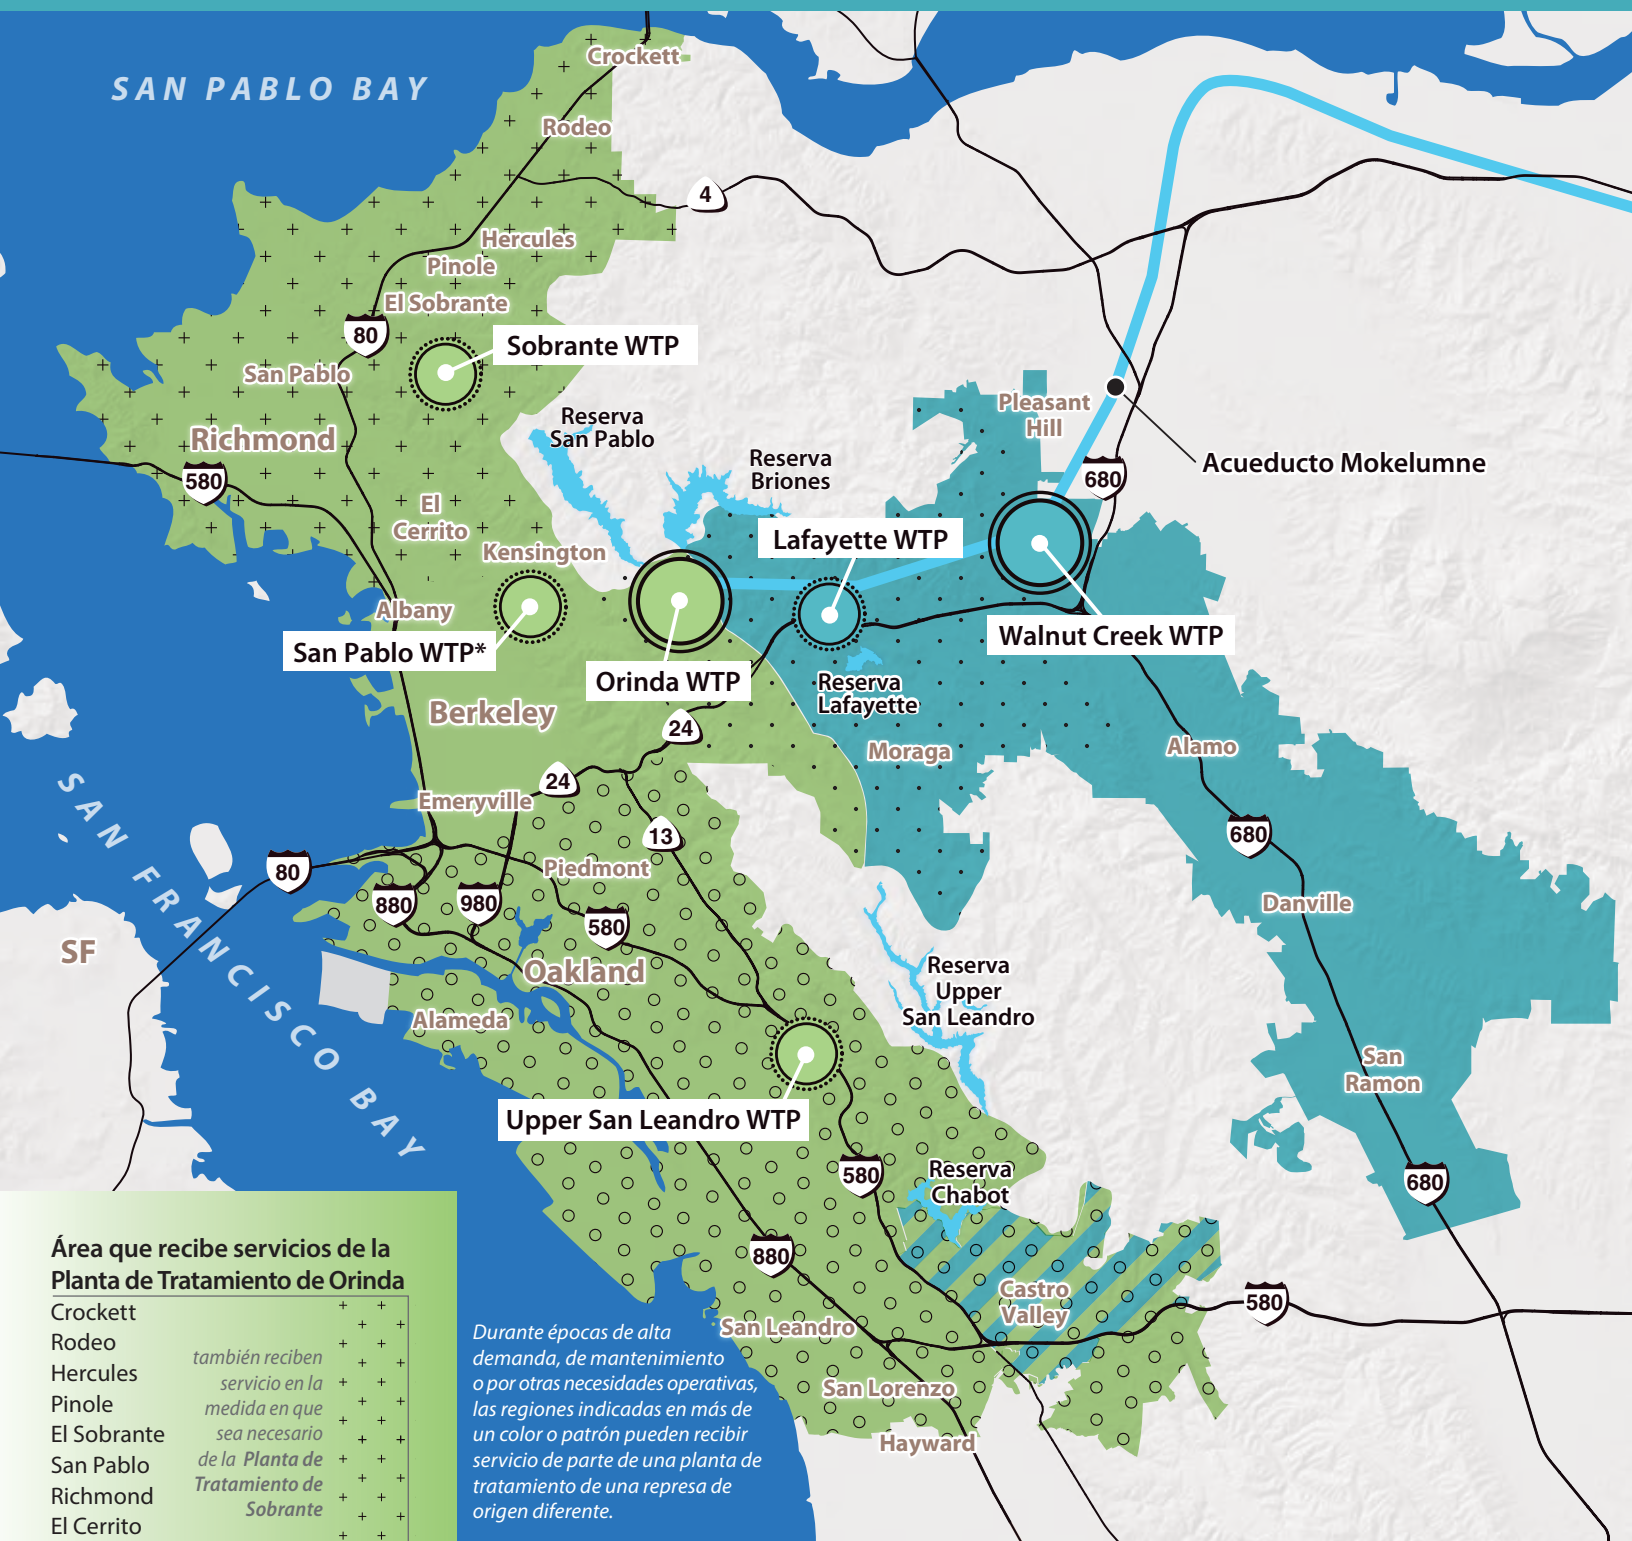 SAN PABLO BAY
Crockett
Rodeo
4
Hercules
Pinole
El Sobrante
80
Sobrante WTP
San Pablo
Richmond
580
Reserva
San Pablo
Reserva
Briones
Pleasant
Hill
680
Acueducto Mokelumne
El
Cerrito
Kensington
Lafayette WTP
Albany
San Pablo WTP*
Orinda WTP
Walnut Creek WTP
Reserva
Lafayette
Berkeley
24
Moraga
Alamo
24
Emeryville
13
680
SAN FRANCISCO BAY
80
Piedmont
880
980
580
Danville
SF
Oakland
Reserva
Upper
San Leandro
Alameda
San
Ramon
Upper San Leandro WTP
580
Reserva
Chabot
680
880
Castro
Valley
580
San Leandro
San Lorenzo
Hayward
Área que recibe servicios de la
Planta de Tratamiento de Orinda
Crockett
Rodeo
Hercules
Pinole
El Sobrante
San Pablo
Richmond
El Cerrito
también reciben
servicio en la
medida en que
sea necesario
de la Planta de
Tratamiento de
Sobrante
Durante épocas de alta
demanda, de mantenimiento
o por otras necesidades operativas,
las regiones indicadas en más de
un color o patrón pueden recibir
servicio de parte de una planta de
tratamiento de una represa de
origen diferente.